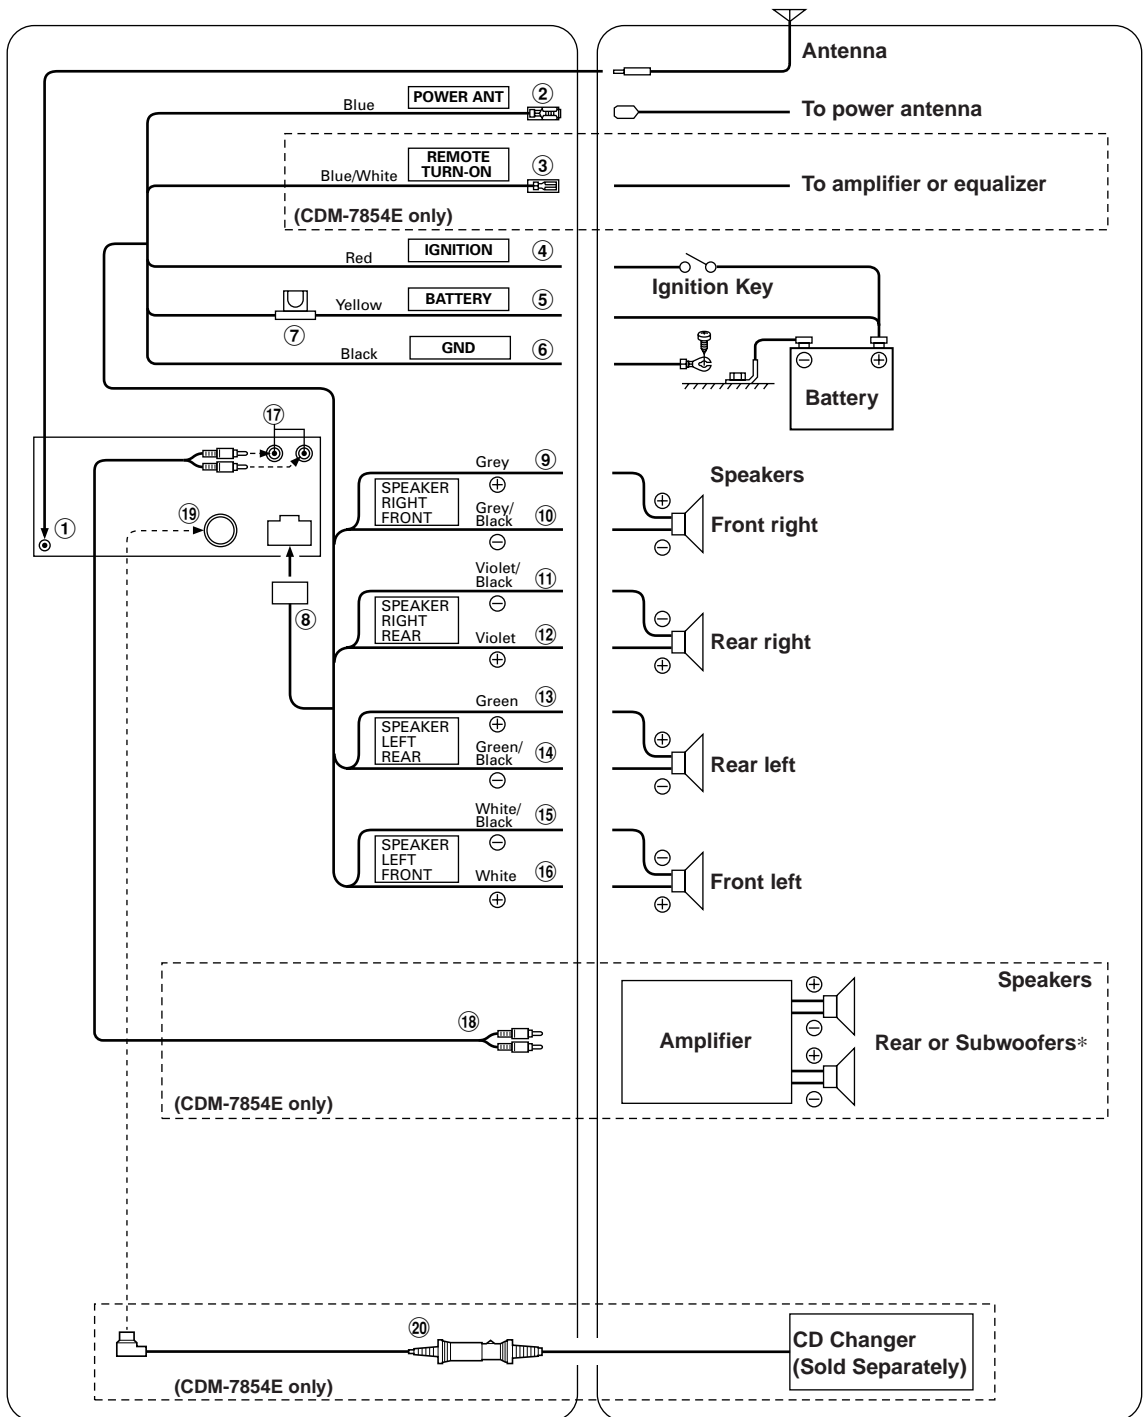 Antenna
POWER ANT
②
Blue
To power antenna
REMOTE
TURN-ON
③
Blue/White
To amplifier or equalizer
(CDM-7854E only)
IGNITION
④
Red
Ignition Key
BATTERY
⑤
Yellow
⑦
GND
⑥
Black
⊖
⊕
Battery
⑰
①
⑲
⑧
Speakers
Grey
⑨
⊕
SPEAKER
RIGHT
FRONT
Grey/
Black
⑩
⊖
⊕
Front right
⊖
Violet/
Black
⑪
⊖
SPEAKER
RIGHT
REAR
Violet
⑫
⊕
⊖
Rear right
⊕
Green
⑬
⊕
SPEAKER
LEFT
REAR
Green/
Black
⑭
⊖
⊕
Rear left
⊖
White/
Black
⑮
⊖
SPEAKER
LEFT
FRONT
White
⑯
⊕
⊖
Front left
⊕
Speakers
⑱
Amplifier
⊕
⊖
⊕
⊖
Rear or Subwoofers*
(CDM-7854E only)
⑳
CD Changer
(Sold Separately)
(CDM-7854E only)